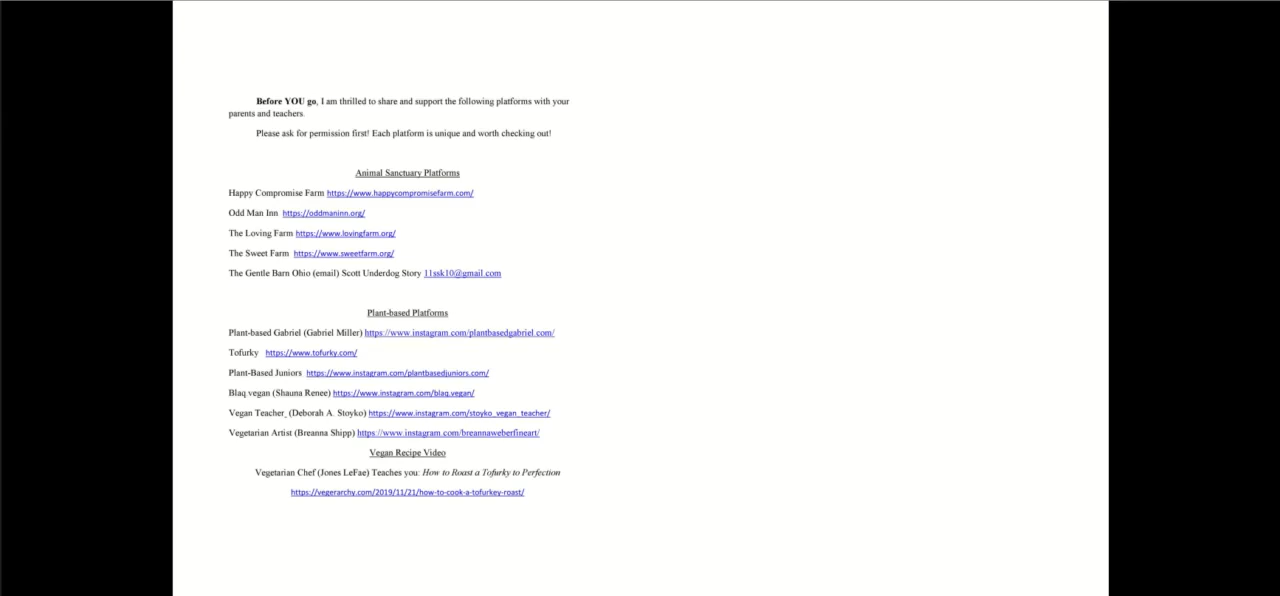 Before YOU go, I am thrilled to share and support the following platforms with your
parents and teachers.
Please ask for permission first! Each platform is unique and worth checking out!
Animal Sanctuary Platforms
Happy Compromise Farm https://www.happycompromisefarm.com/
Odd Man Inn https://oddmaninn.org/
The Loving Farm https://www.lovingfarm.org/
The Sweet Farm https://www.sweetfarm.org/
The Gentle Barn Ohio (email) Scott Underdog Story 11ssk10@gmail.com
Plant-based Platforms
Plant-based Gabriel (Gabriel Miller) https://www.instagram.com/plantbasedgabriel.com/
Tofurky https://www.tofurky.com/
Plant-Based Juniors https://www.instagram.com/plantbasedjuniors.com/
Blaq.vegan (Shauna Renee) https://www.instagram.com/blaq.vegan/
Vegan Teacher (Deborah A. Stoyko) https://www.instagram.com/stoyko_vegan_teacher/
Vegetarian Artist (Breanna Shipp) https://www.instagram.com/breannaweberfineart/
Vegan Recipe Video
Vegetarian Chef (Jones LeFae) Teaches you: How to Roast a Tofurky to Perfection
https://vegerarchy.com/2019/11/21/how-to-cook-a-tofurkey-roast/